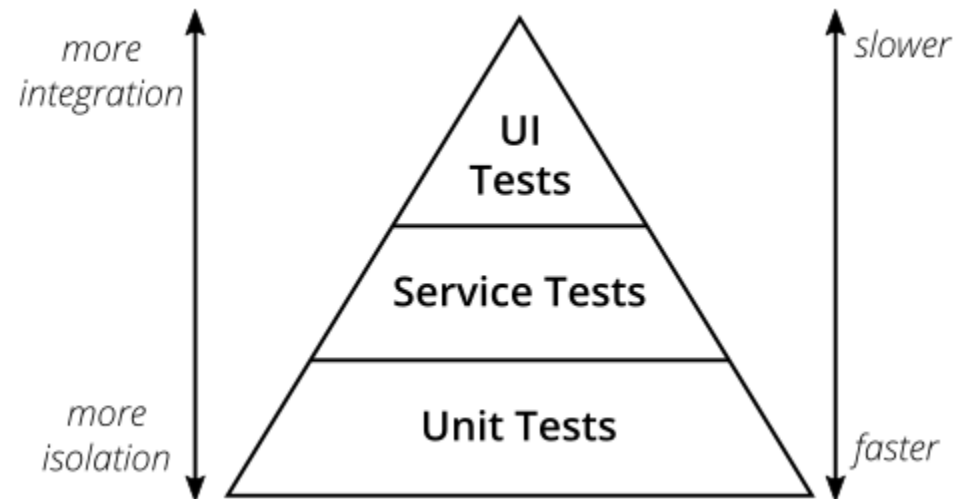 more
integration
slower
UI
Tests
Service Tests
more
isolation
Unit Tests
faster